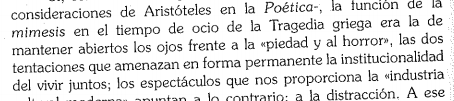 consideraciones de Aristóteles en la Poética-, la función de la
mimesis en el tiempo de ocio de la Tragedia griega era la de
mantener abiertos los ojos frente a la «piedad y al horror», las dos
tentaciones que amenazan en forma permanente la institucionalidad
del vivir juntos; los espectáculos que nos proporciona la «industria
apuntan a lo contrario: a la distracción. A ese